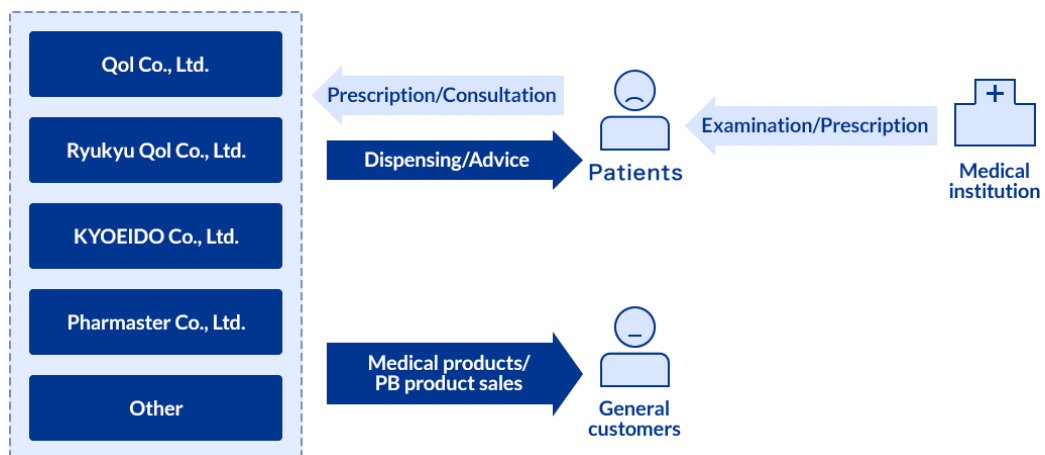 Qol Co., Ltd.
Ryukyu Qol Co., Ltd.
KYOEIDO Co., Ltd.
Pharmaster Co., Ltd.
Other
Prescription/Consultation
Dispensing/Advice
Patients
Examination/Prescription
Medical
institution
Medical products/
PB product sales
General
customers